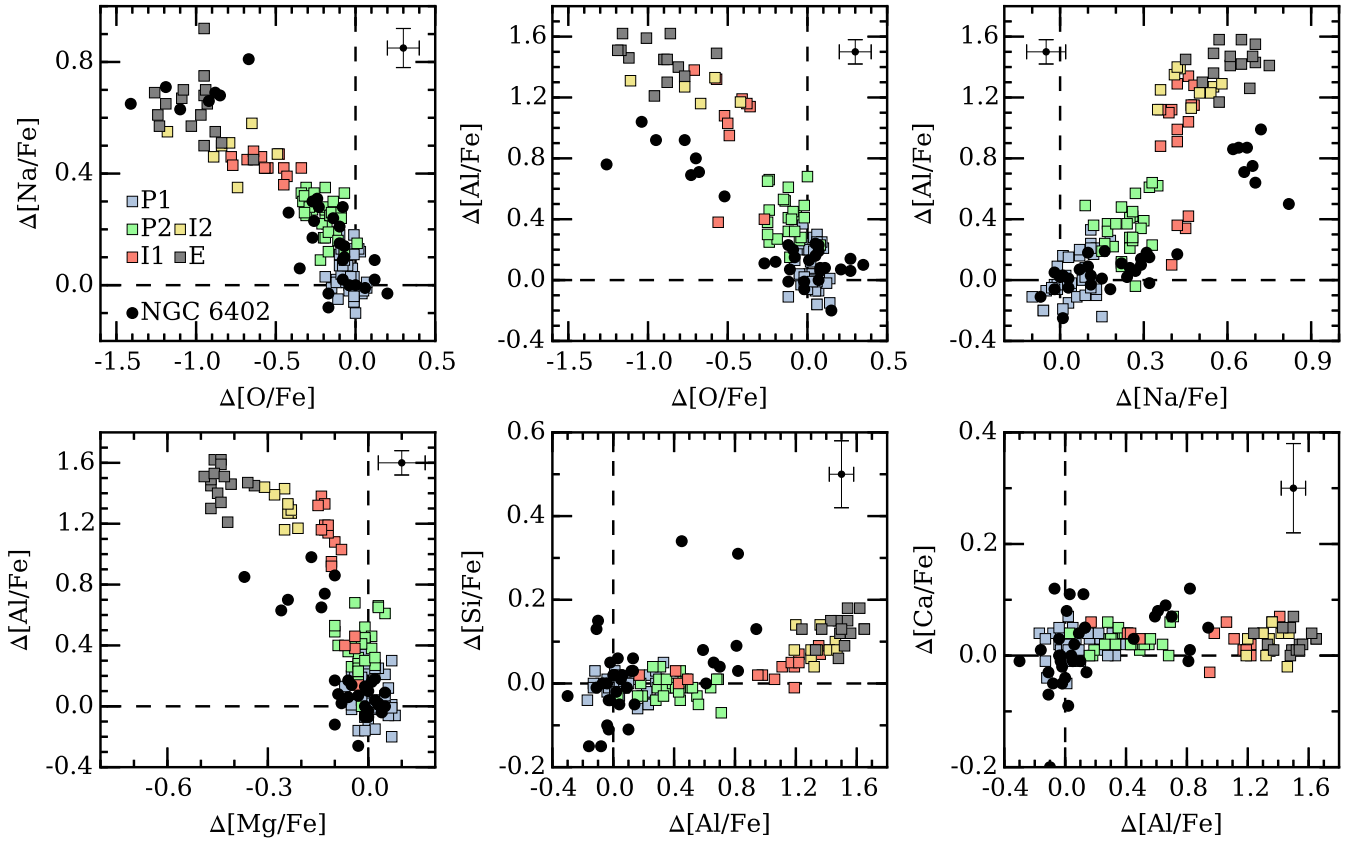 Δ[Na/Fe]
0.8
0.4
0.0
P1
P2 I2
I1 E
NGC 6402
-1.5 -1.0 -0.5 0.0 0.5
Δ[O/Fe]
Δ[Al/Fe]
1.6
1.2
0.8
0.4
0.0
-0.4
-1.5 -1.0 -0.5 0.0 0.5
Δ[O/Fe]
Δ[Al/Fe]
1.6
1.2
0.8
0.4
0.0
-0.4
0.0 0.3 0.6 0.9
Δ[Na/Fe]
Δ[Al/Fe]
1.6
1.2
0.8
0.4
0.0
-0.4
-0.6 -0.3 0.0
Δ[Mg/Fe]
Δ[Si/Fe]
0.6
0.4
0.2
0.0
-0.2
-0.4 0.0 0.4 0.8 1.2 1.6
Δ[Al/Fe]
Δ[Ca/Fe]
0.4
0.2
0.0
-0.2
-0.4 0.0 0.4 0.8 1.2 1.6
Δ[Al/Fe]